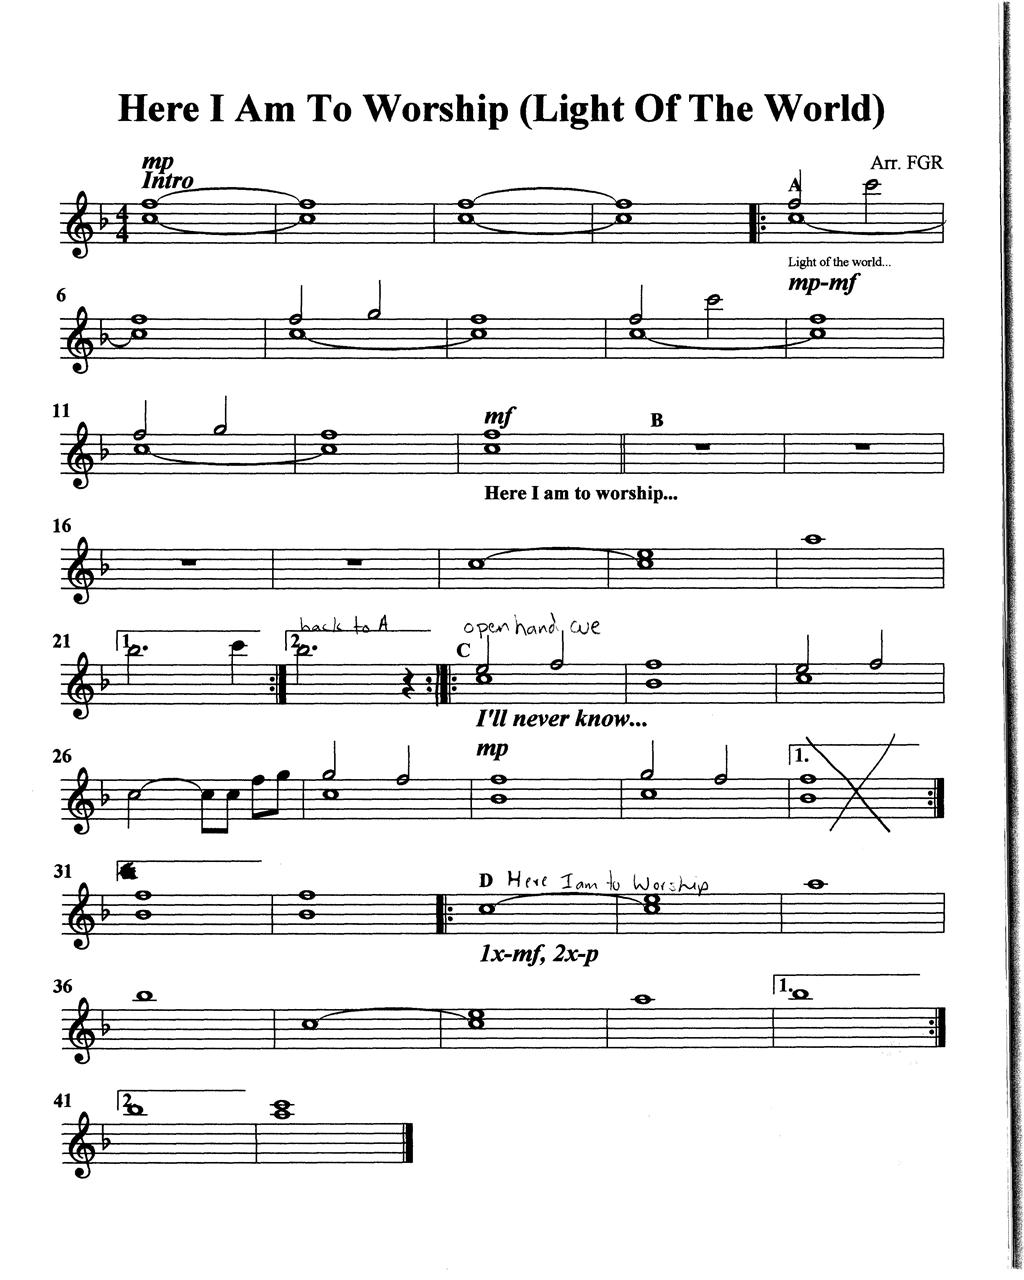 Here I Am To Worship (Light Of The World)
mp
Intro
Arr. FGR
4
4
A
Light of the world...
mp-mf
6
11
mf
B
Here I am to worship...
16
21
1.
back to A
2.
open hand, cue
C
I'll never know...
26
mp
1.
31
D Here I am to Worship
1x-mf, 2x-p
36
1.
41
2.